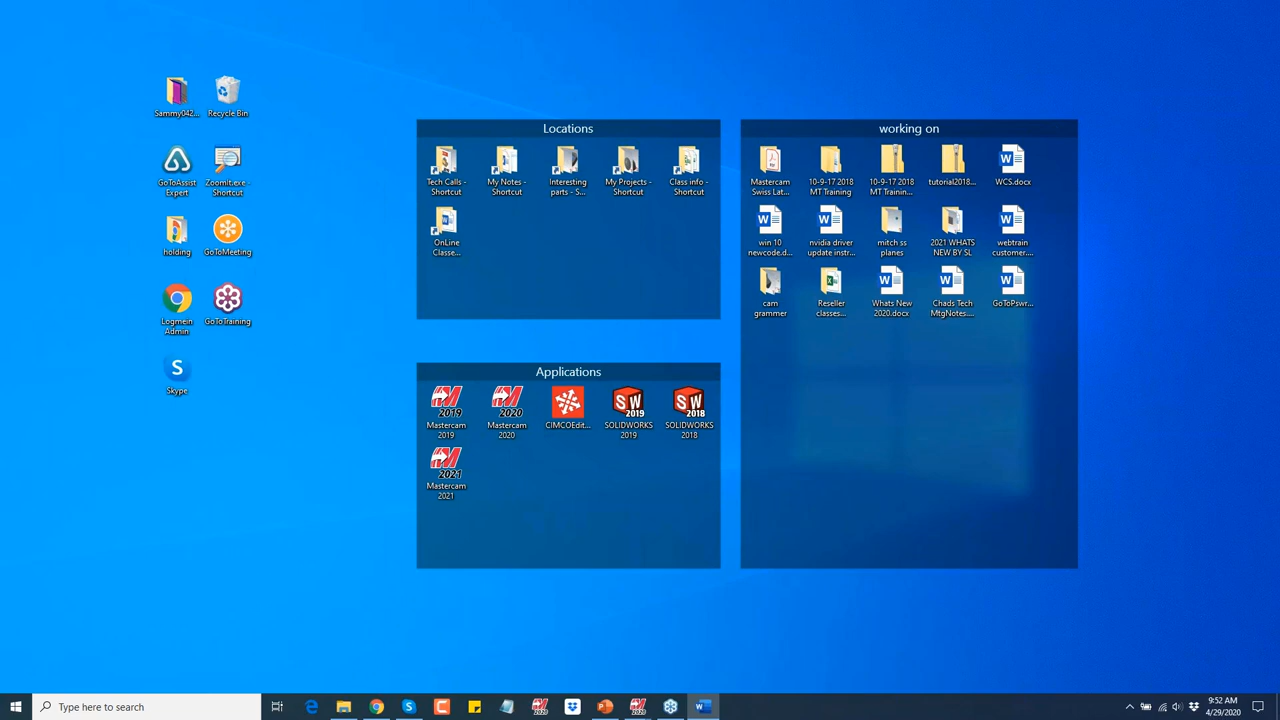 Sammy042...
Recycle Bin
GoToAssist
Expert
ZoomIt.exe -
Shortcut
holding
GoToMeeting
Logmein
Admin
GoToTraining
Skype
Locations
Tech Calls -
Shortcut
My Notes -
Shortcut
Interesting
parts - S...
My Projects -
Shortcut
Class info -
Shortcut
OnLine
Classe...
Applications
2019
Mastercam
2019
2020
Mastercam
2020
CIMCOEdit...
SW
2019
SOLIDWORKS
2019
SW
2018
SOLIDWORKS
2018
2021
Mastercam
2021
working on
Mastercam
Swiss Lat...
10-9-17 2018
MT Training
10-9-17 2018
MT Trainin...
tutorial2018...
WCS.docx
win 10
newcode.d...
nvidia driver
update instr...
mitch ss
planes
2021 WHATS
NEW BY SL
webtrain
customer....
cam
grammer
Reseller
classes...
Whats New
2020.docx
Chads Tech
MtgNotes....
GoToPswr...
Type here to search
9:52 AM
4/29/2020